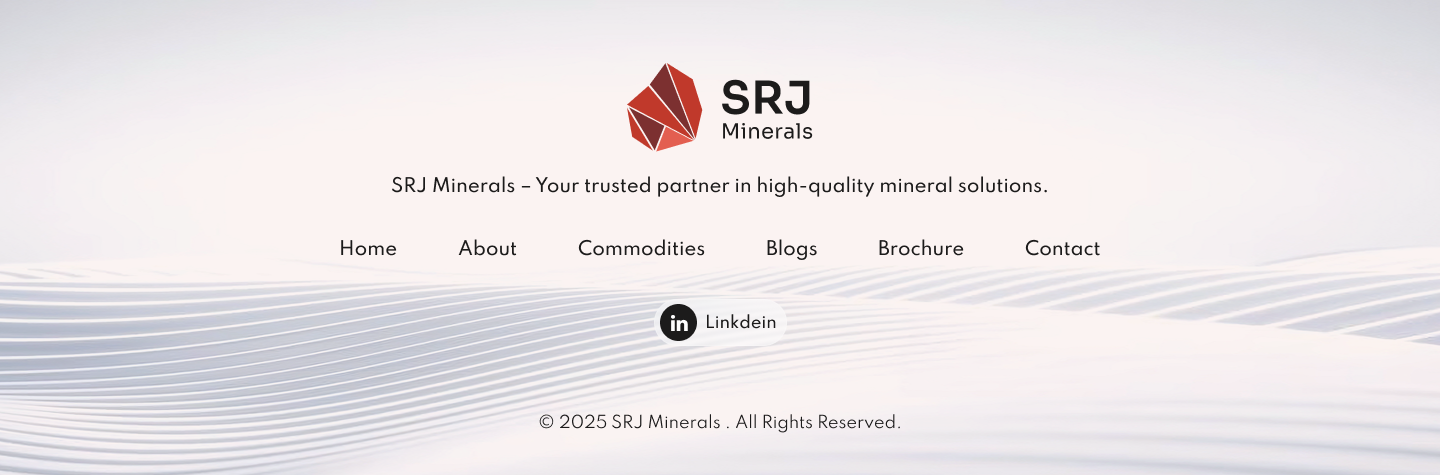 SRJ
Minerals
SRJ Minerals – Your trusted partner in high-quality mineral solutions.
Home About Commodities Blogs Brochure Contact
in Linkdein
© 2025 SRJ Minerals . All Rights Reserved.